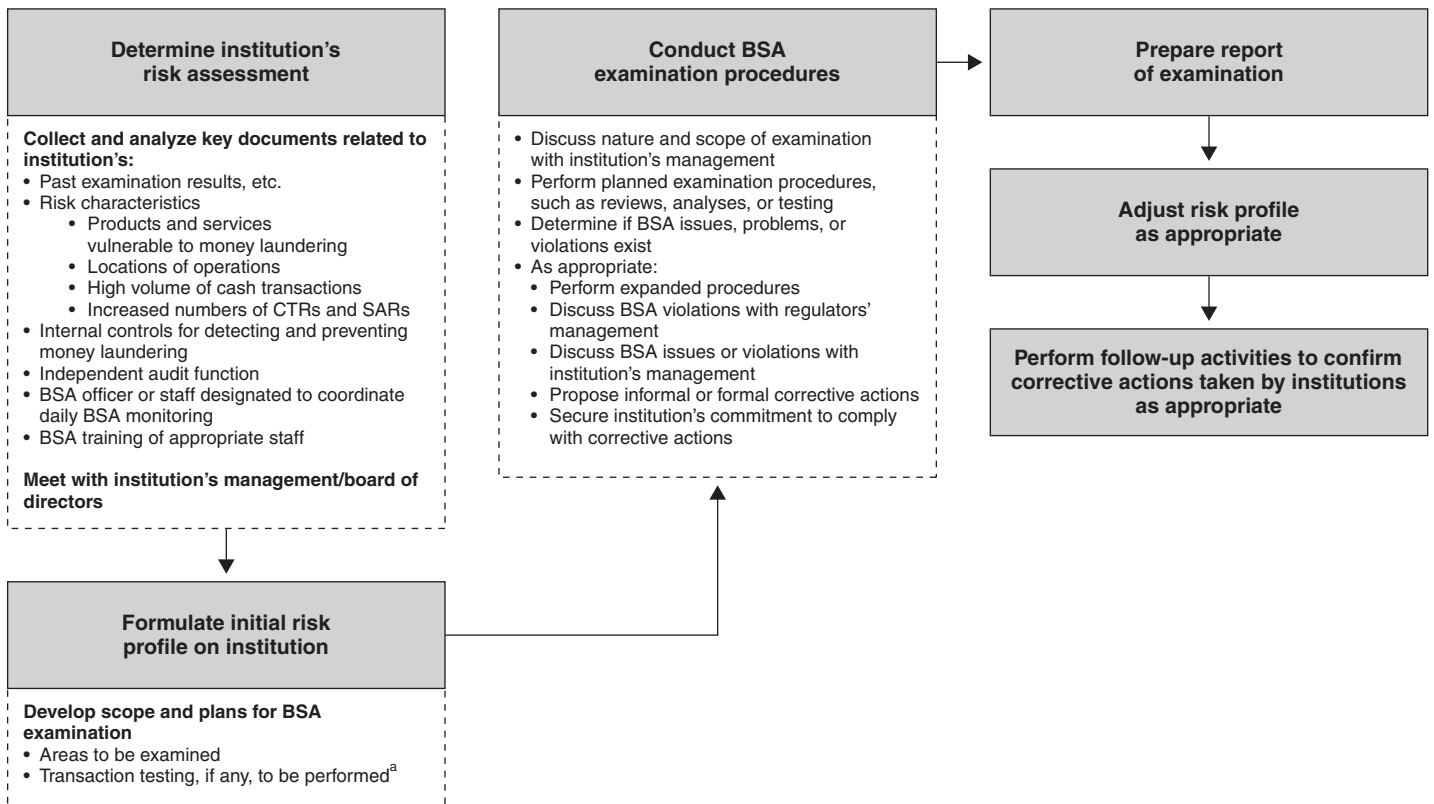 Determine institution's
risk assessment
Collect and analyze key documents related to
institution's:
• Past examination results, etc.
• Risk characteristics
• Products and services
vulnerable to money laundering
• Locations of operations
• High volume of cash transactions
• Increased numbers of CTRs and SARs
• Internal controls for detecting and preventing
money laundering
• Independent audit function
• BSA officer or staff designated to coordinate
daily BSA monitoring
• BSA training of appropriate staff
Meet with institution's management/board of
directors
Formulate initial risk
profile on institution
Develop scope and plans for BSA
examination
• Areas to be examined
• Transaction testing, if any, to be performedᵃ
Conduct BSA
examination procedures
• Discuss nature and scope of examination
with institution's management
• Perform planned examination procedures,
such as reviews, analyses, or testing
• Determine if BSA issues, problems, or
violations exist
• As appropriate:
• Perform expanded procedures
• Discuss BSA violations with regulators'
management
• Discuss BSA issues or violations with
institution's management
• Propose informal or formal corrective actions
• Secure institution's commitment to comply
with corrective actions
Prepare report
of examination
Adjust risk profile
as appropriate
Perform follow-up activities to confirm
corrective actions taken by institutions
as appropriate